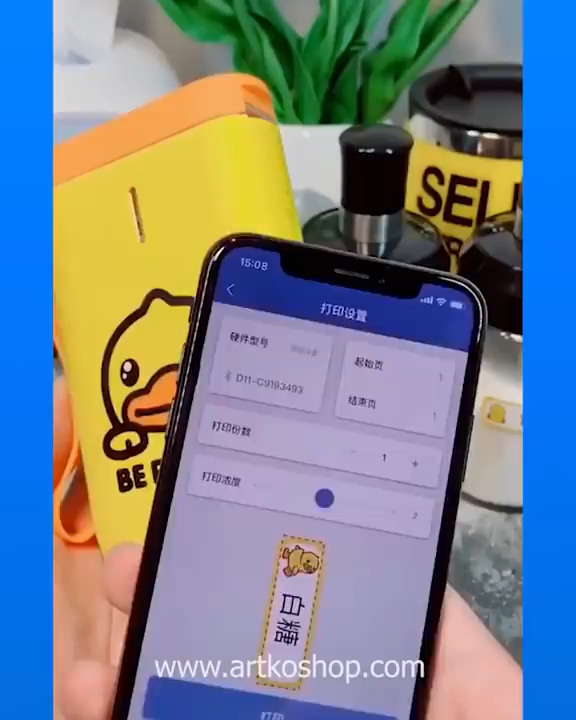 SEL
15:08
打印设置
硬件型号
起始页
1
D11-G9193493
结束页
1
打印份数
1
打印浓度
2
BE
白糖
www.artkoshop.com
打印